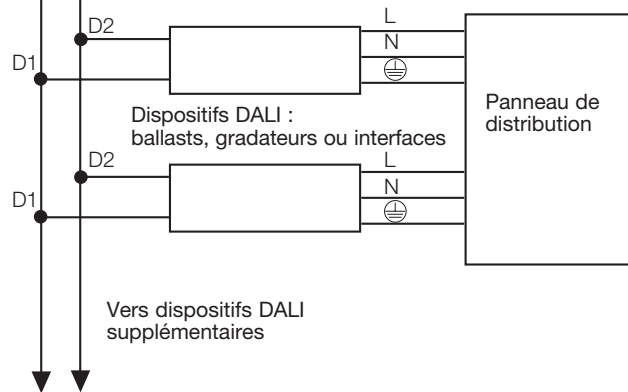 D2
L
N
D1
Dispositifs DALI :
ballasts, gradateurs ou interfaces
Panneau de
distribution
D2
L
N
D1
Vers dispositifs DALI
supplémentaires